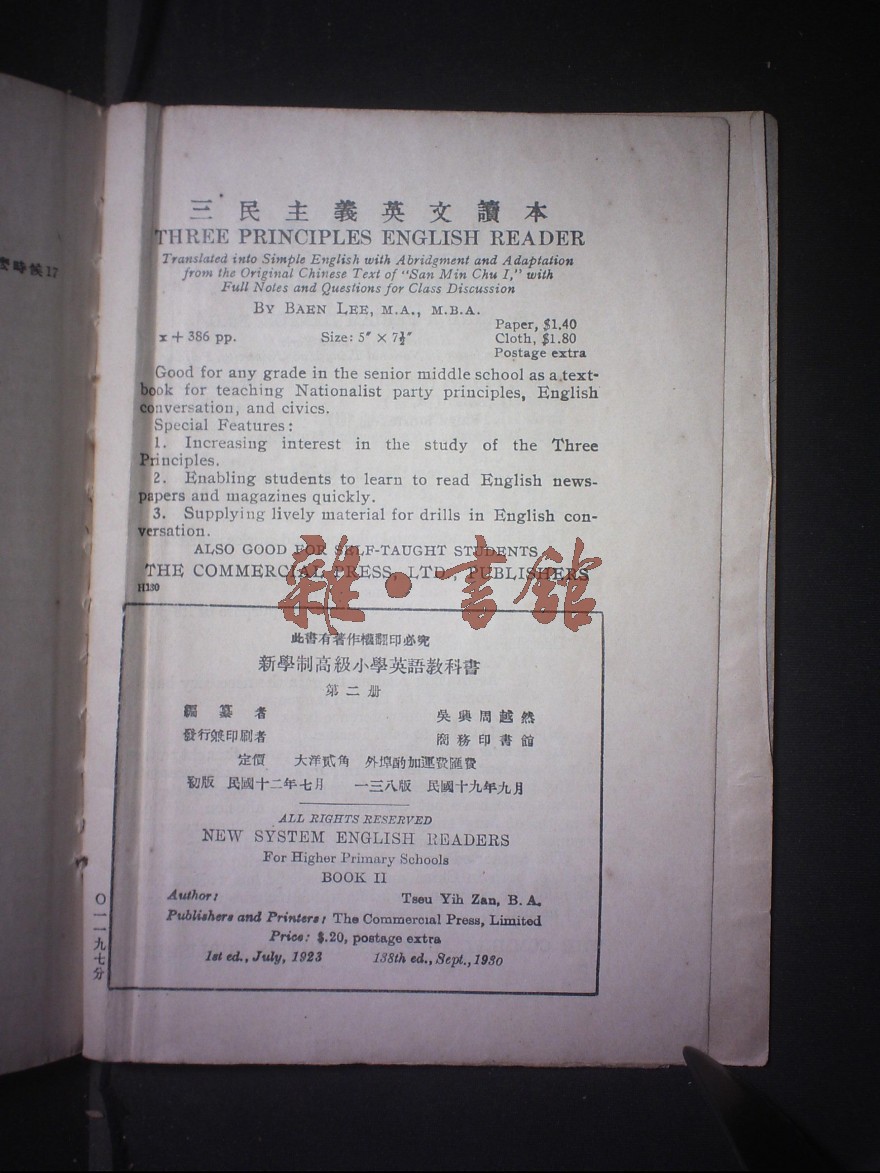 時候17
三民主義英文讀本
THREE PRINCIPLES ENGLISH READER
Translated into Simple English with Abridgment and Adaptation
from the Original Chinese Text of "San Min Chu I," with
Full Notes and Questions for Class Discussion
BY BAEN LEE, M.A., M.B.A.
Paper, $1.40
x + 386 pp. Size: 5″ × 7½″ Cloth, $1.80
Postage extra
Good for any grade in the senior middle school as a text-
book for teaching Nationalist party principles, English
conversation, and civics.
Special Features:
1. Increasing interest in the study of the Three
Principles.
2. Enabling students to learn to read English news-
papers and magazines quickly.
3. Supplying lively material for drills in English con-
versation.
ALSO GOOD FOR SELF-TAUGHT STUDENTS
THE COMMERCIAL PRESS, LTD., PUBLISHERS
H130
雜·書館
此書有著作權翻印必究
新學制高級小學英語教科書
第二册
編纂者 吳興周越然
發行兼印刷者 商務印書館
定價 大洋貳角 外埠酌加運費匯費
初版 民國十二年七月 一三八版 民國十九年九月
ALL RIGHTS RESERVED
NEW SYSTEM ENGLISH READERS
For Higher Primary Schools
BOOK II
Author: Tseu Yih Zan, B. A.
Publishers and Printers: The Commercial Press, Limited
Price: $.20, postage extra
1st ed., July, 1923 138th ed., Sept., 1930
〇一一九七分